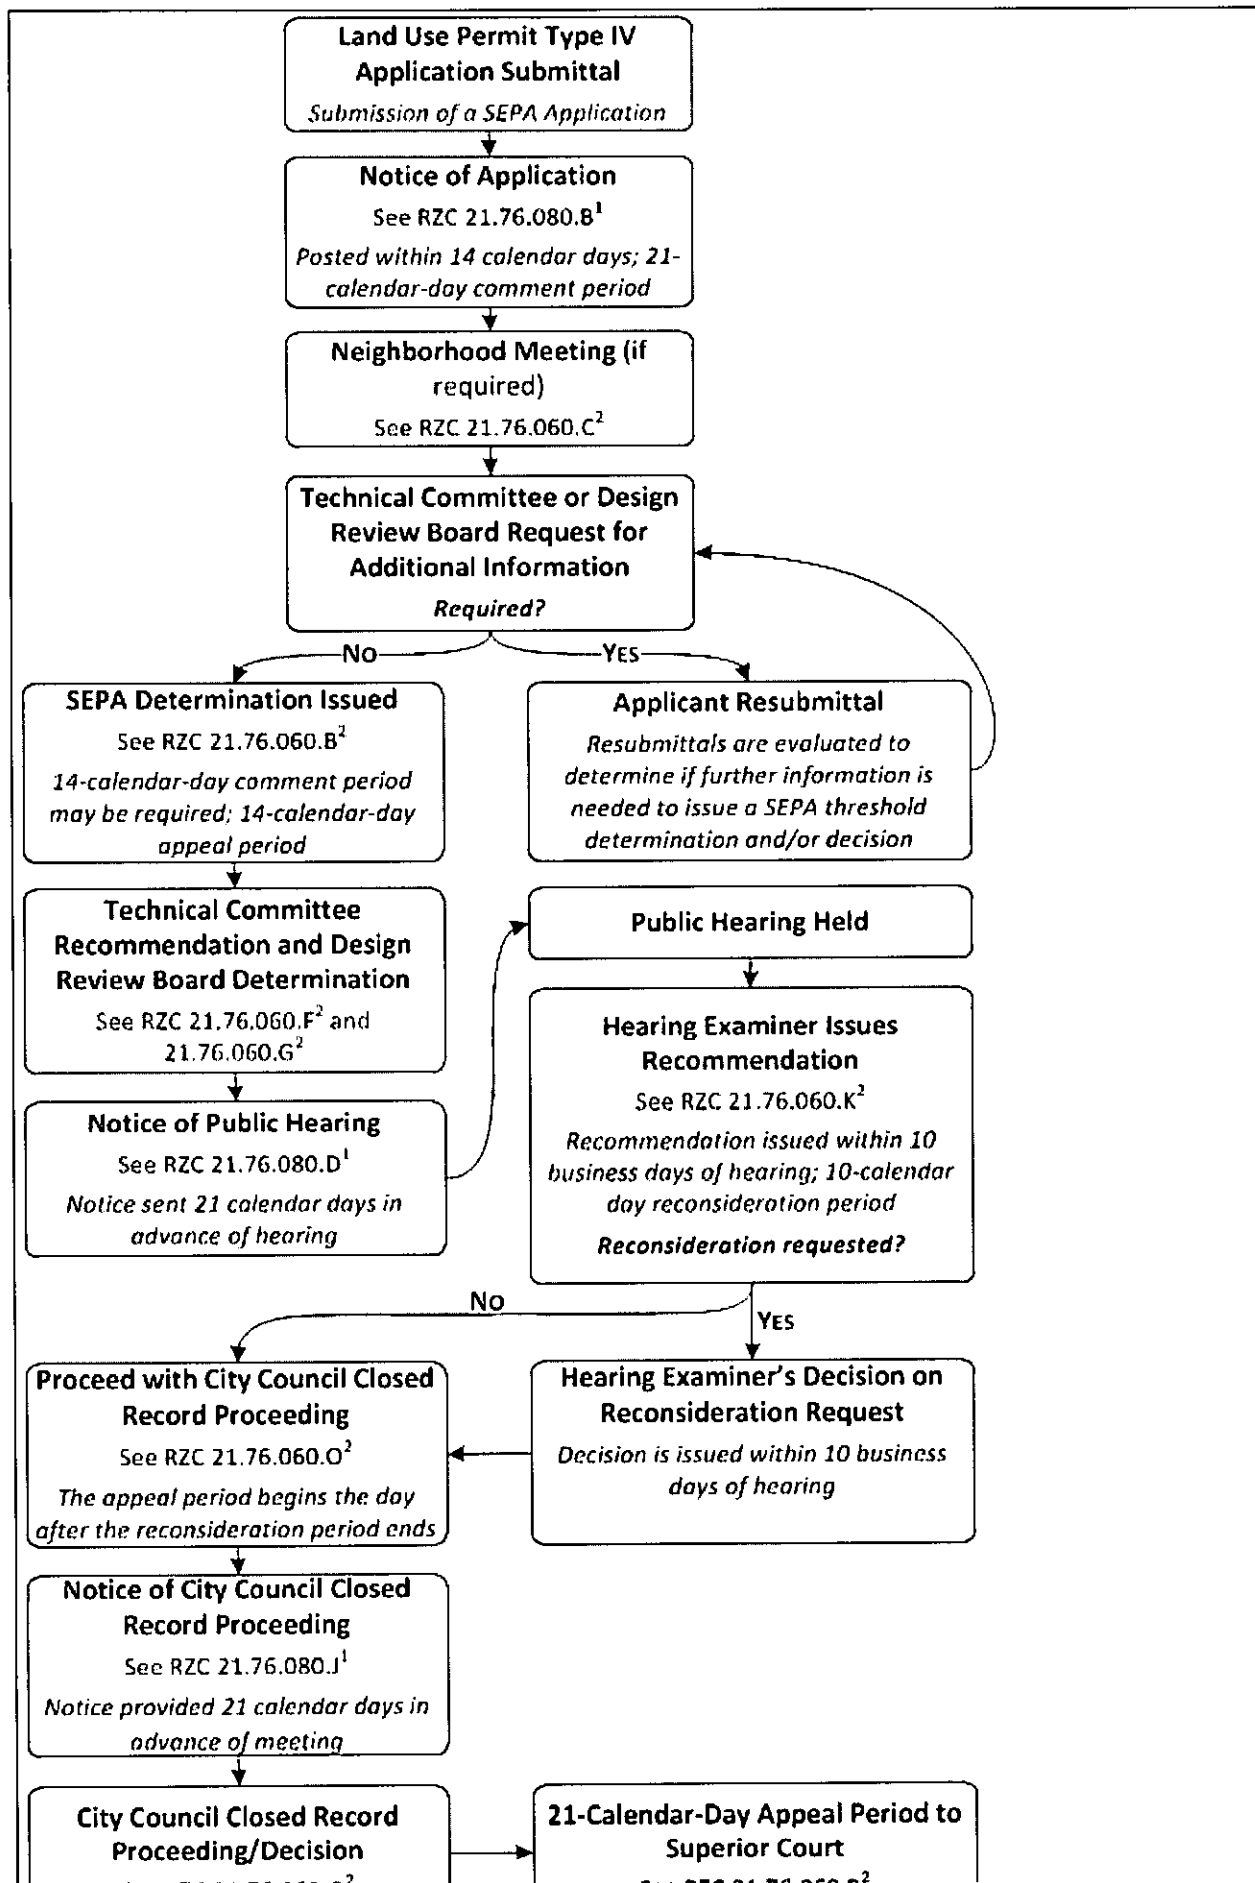 Land Use Permit Type IV
Application Submittal
Submission of a SEPA Application
Notice of Application
See RZC 21.76.080.B¹
Posted within 14 calendar days; 21-
calendar-day comment period
Neighborhood Meeting (if
required)
See RZC 21.76.060.C²
Technical Committee or Design
Review Board Request for
Additional Information
Required?
NO
YES
SEPA Determination Issued
See RZC 21.76.060.B²
14-calendar-day comment period
may be required; 14-calendar-day
appeal period
Applicant Resubmittal
Resubmittals are evaluated to
determine if further information is
needed to issue a SEPA threshold
determination and/or decision
Technical Committee
Recommendation and Design
Review Board Determination
See RZC 21.76.060.F² and
21.76.060.G²
Notice of Public Hearing
See RZC 21.76.080.D¹
Notice sent 21 calendar days in
advance of hearing
Public Hearing Held
Hearing Examiner Issues
Recommendation
See RZC 21.76.060.K²
Recommendation issued within 10
business days of hearing; 10-calendar
day reconsideration period
Reconsideration requested?
NO
YES
Proceed with City Council Closed
Record Proceeding
See RZC 21.76.060.O²
The appeal period begins the day
after the reconsideration period ends
Hearing Examiner's Decision on
Reconsideration Request
Decision is issued within 10 business
days of hearing
Notice of City Council Closed
Record Proceeding
See RZC 21.76.080.J¹
Notice provided 21 calendar days in
advance of meeting
City Council Closed Record
Proceeding/Decision
21-Calendar-Day Appeal Period to
Superior Court